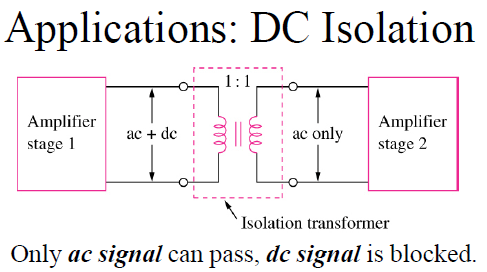 Applications: DC Isolation
1 : 1
Amplifier
stage 1
ac + dc
ac only
Amplifier
stage 2
Isolation transformer
Only ac signal can pass, dc signal is blocked.